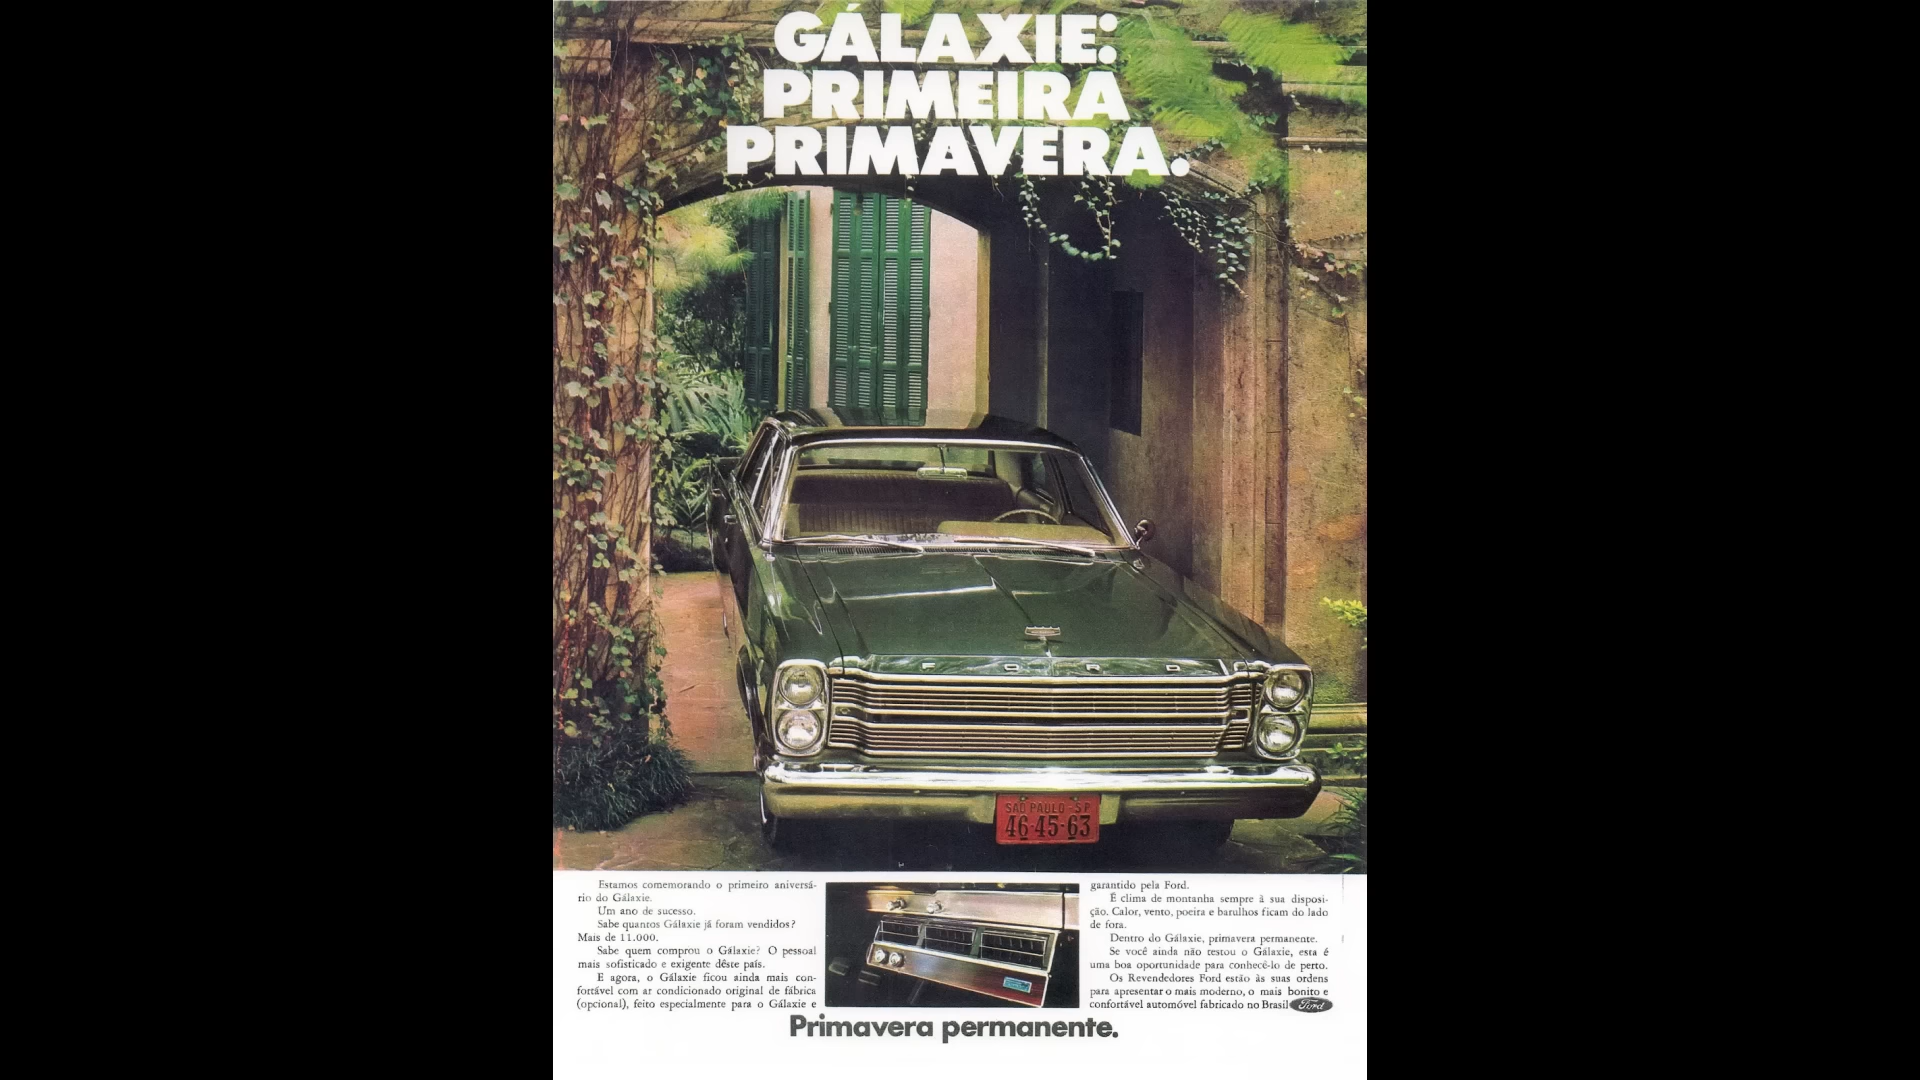 GÁLAXIE:
PRIMEIRA
PRIMAVERA.
FORD
SÃO PAULO - SP
46·45·63
Estamos comemorando o primeiro aniversá-
rio do Gálaxie.
Um ano de sucesso.
Sabe quantos Gálaxie já foram vendidos?
Mais de 11.000.
Sabe quem comprou o Gálaxie? O pessoal
mais sofisticado e exigente dêste país.
E agora, o Gálaxie ficou ainda mais con-
fortável com ar condicionado original de fábrica
(opcional), feito especialmente para o Gálaxie e
garantido pela Ford.
É clima de montanha sempre à sua disposi-
ção. Calor, vento, poeira e barulhos ficam do lado
de fora.
Dentro do Gálaxie, primavera permanente.
Se você ainda não testou o Gálaxie, esta é
uma boa oportunidade para conhecê-lo de perto.
Os Revendedores Ford estão às suas ordens
para apresentar o mais moderno, o mais bonito e
confortável automóvel fabricado no Brasil
Ford
Primavera permanente.